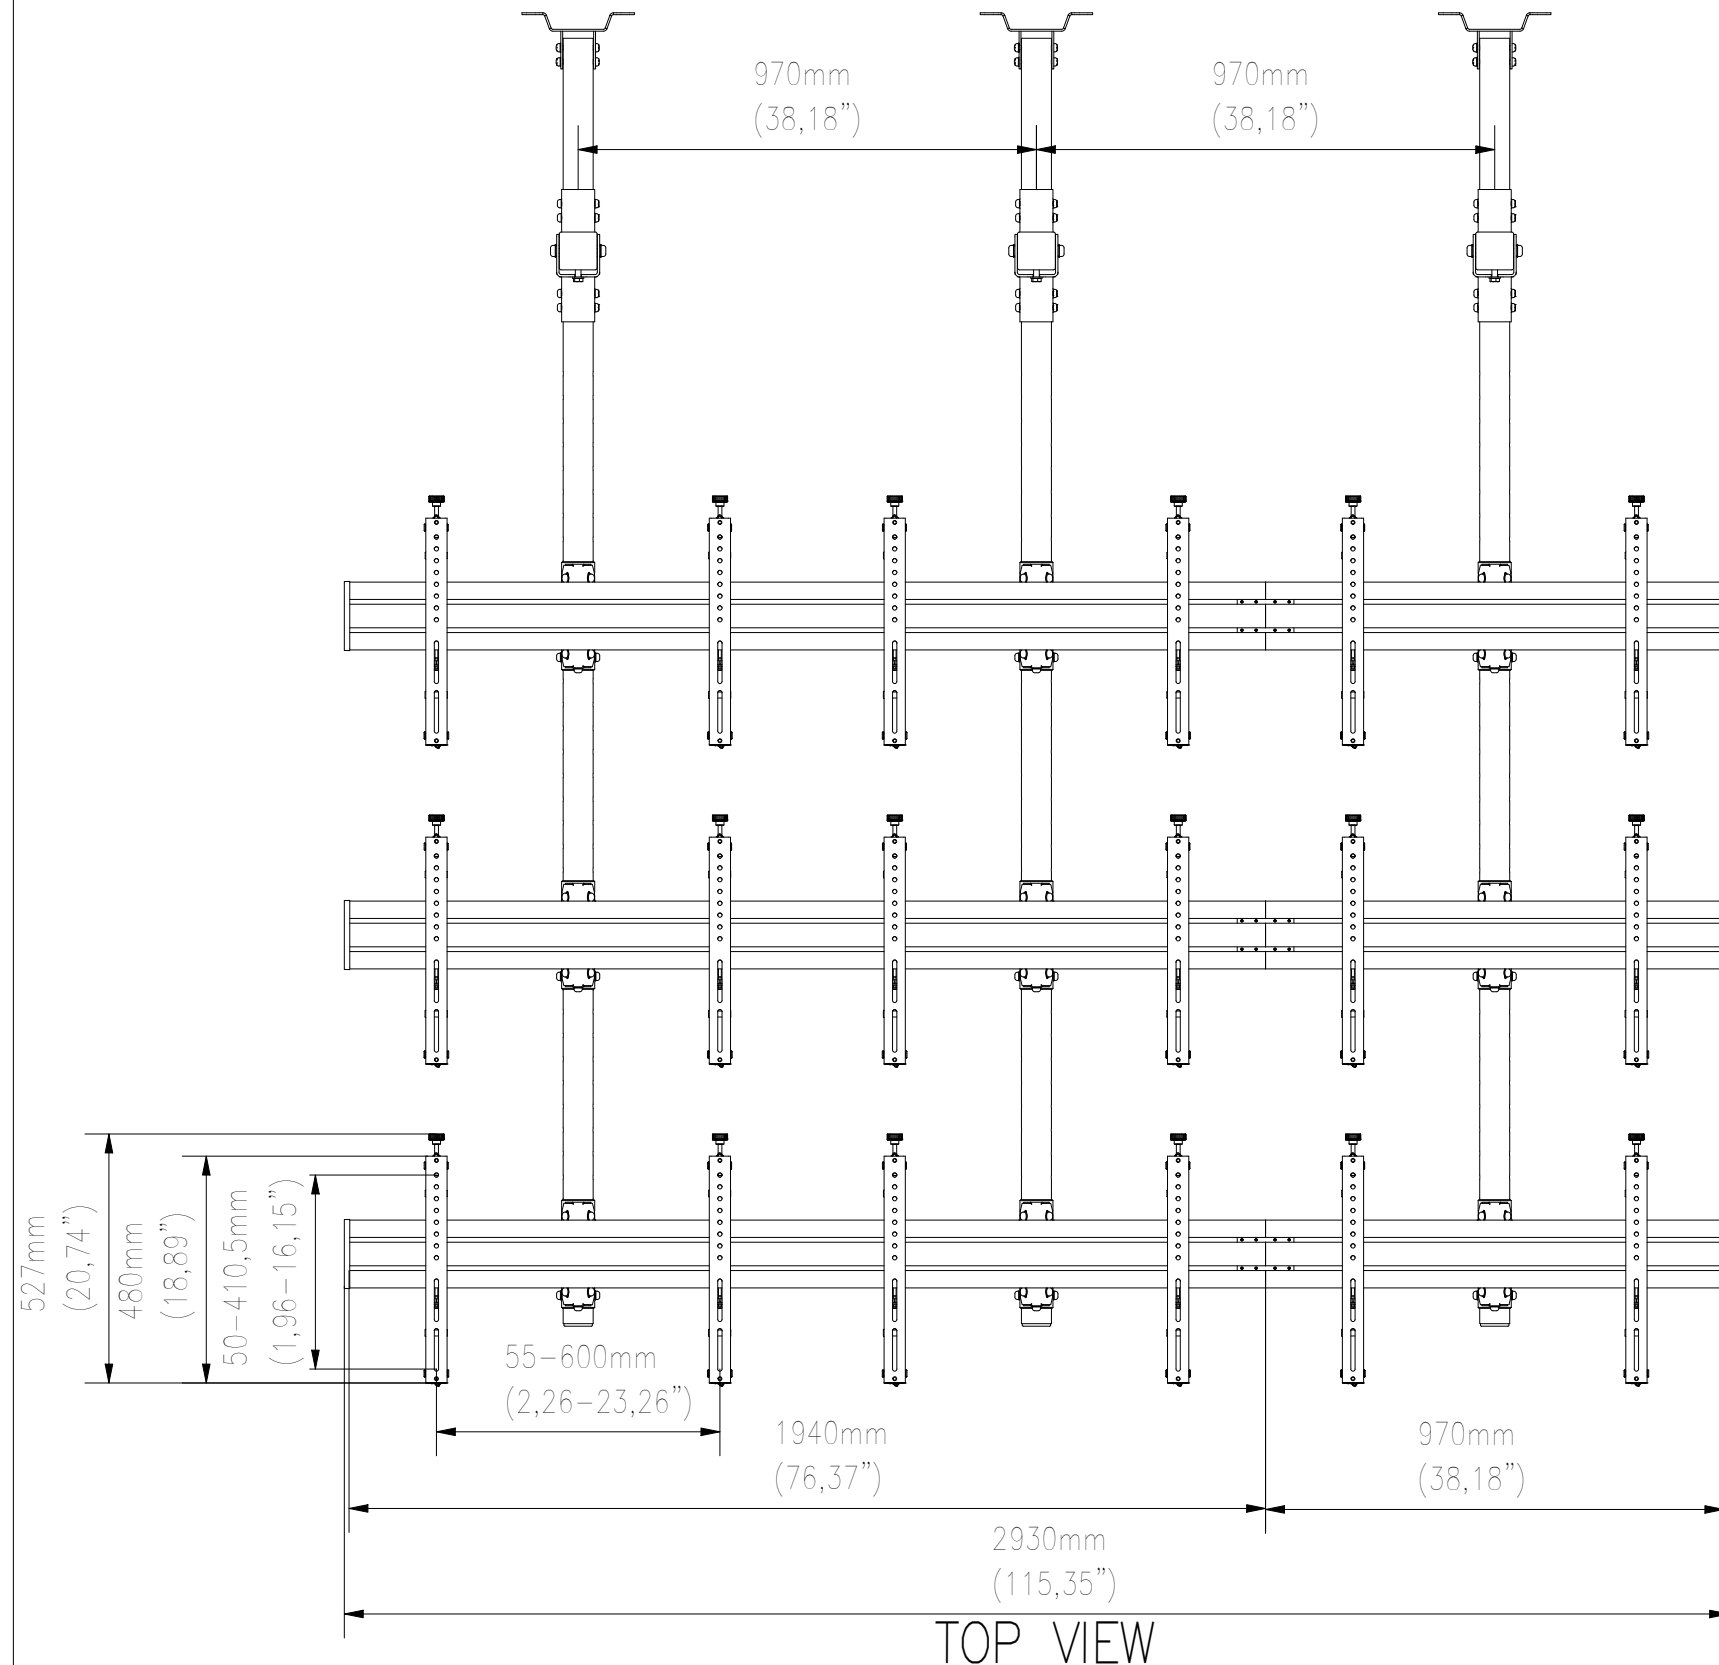 970mm
(38,18”)
970mm
(38,18”)
527mm
(20,74”)
480mm
(18,89”)
50-410,5mm
(1,96-16,15”)
55-600mm
(2,26-23,26”)
1940mm
(76,37”)
970mm
(38,18”)
2930mm
(115,35”)
TOP VIEW